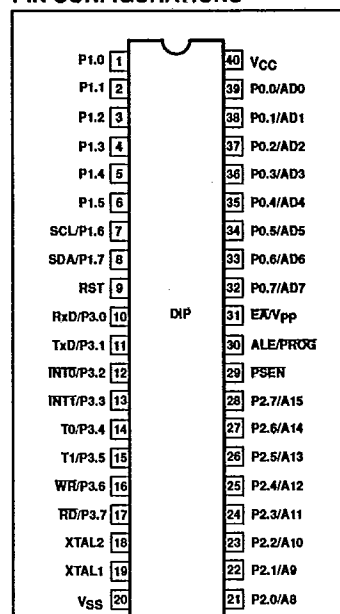 P1.0 1 40 VCC
P1.1 2 39 P0.0/AD0
P1.2 3 38 P0.1/AD1
P1.3 4 37 P0.2/AD2
P1.4 5 36 P0.3/AD3
P1.5 6 35 P0.4/AD4
SCL/P1.6 7 34 P0.5/AD5
SDA/P1.7 8 33 P0.6/AD6
RST 9 32 P0.7/AD7
RxD/P3.0 10 DIP 31 EA/VPP
TxD/P3.1 11 30 ALE/PROG
INT0/P3.2 12 29 PSEN
INT1/P3.3 13 28 P2.7/A15
T0/P3.4 14 27 P2.6/A14
T1/P3.5 15 26 P2.5/A13
WR/P3.6 16 25 P2.4/A12
RD/P3.7 17 24 P2.3/A11
XTAL2 18 23 P2.2/A10
XTAL1 19 22 P2.1/A9
VSS 20 21 P2.0/A8